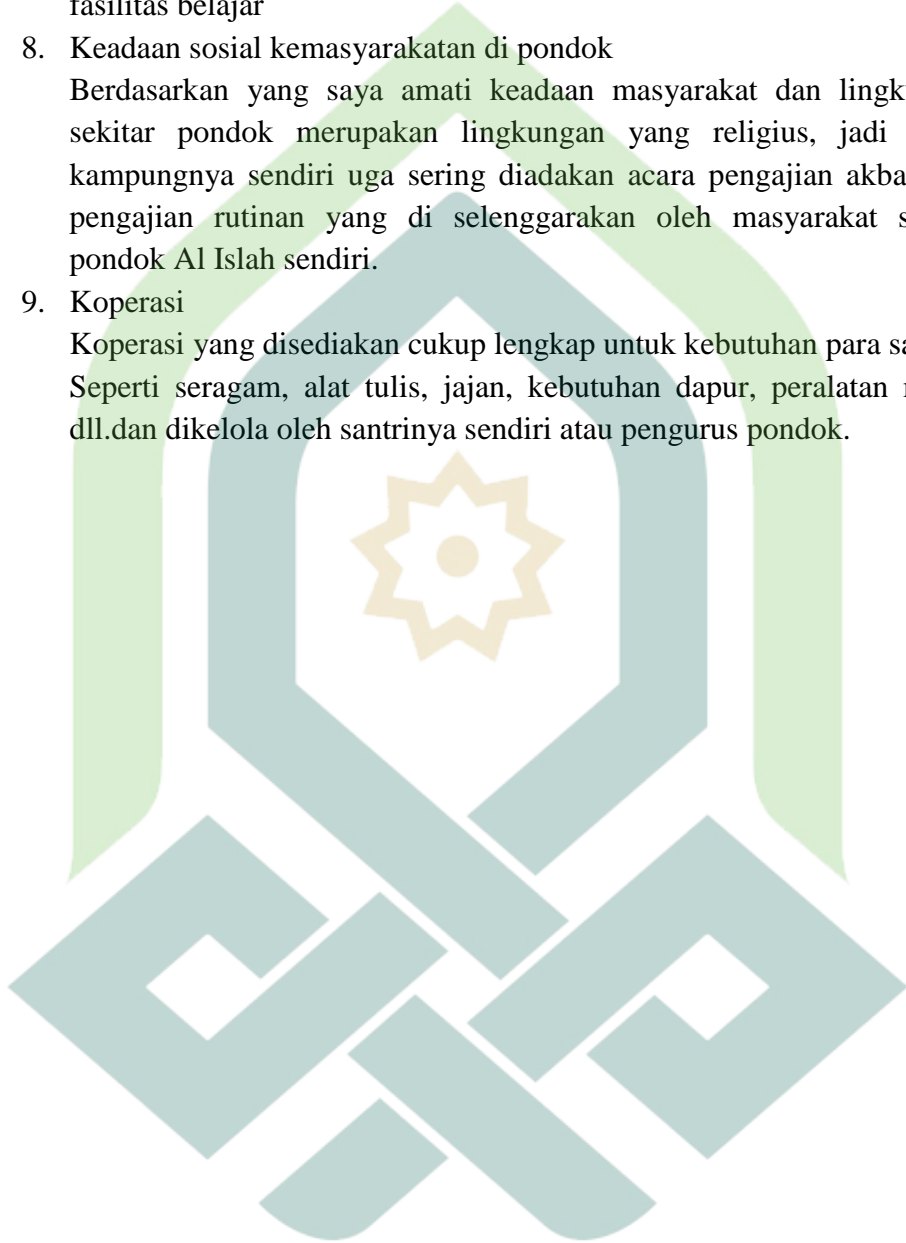 fasilitas belajar
8. Keadaan sosial kemasyarakatan di pondok
Berdasarkan yang saya amati keadaan masyarakat dan
sekitar pondok merupakan lingkungan yang religius, jadi
kampungnya sendiri uga sering diadakan acara pengajian
pengajian rutinan yang di selenggarakan oleh masyarakat
pondok Al Islah sendiri.
9. Koperasi
Koperasi yang disediakan cukup lengkap untuk kebutuhan para
Seperti seragam, alat tulis, jajan, kebutuhan dapur, peralatan
dll.dan dikelola oleh santrinya sendiri atau pengurus pondok.